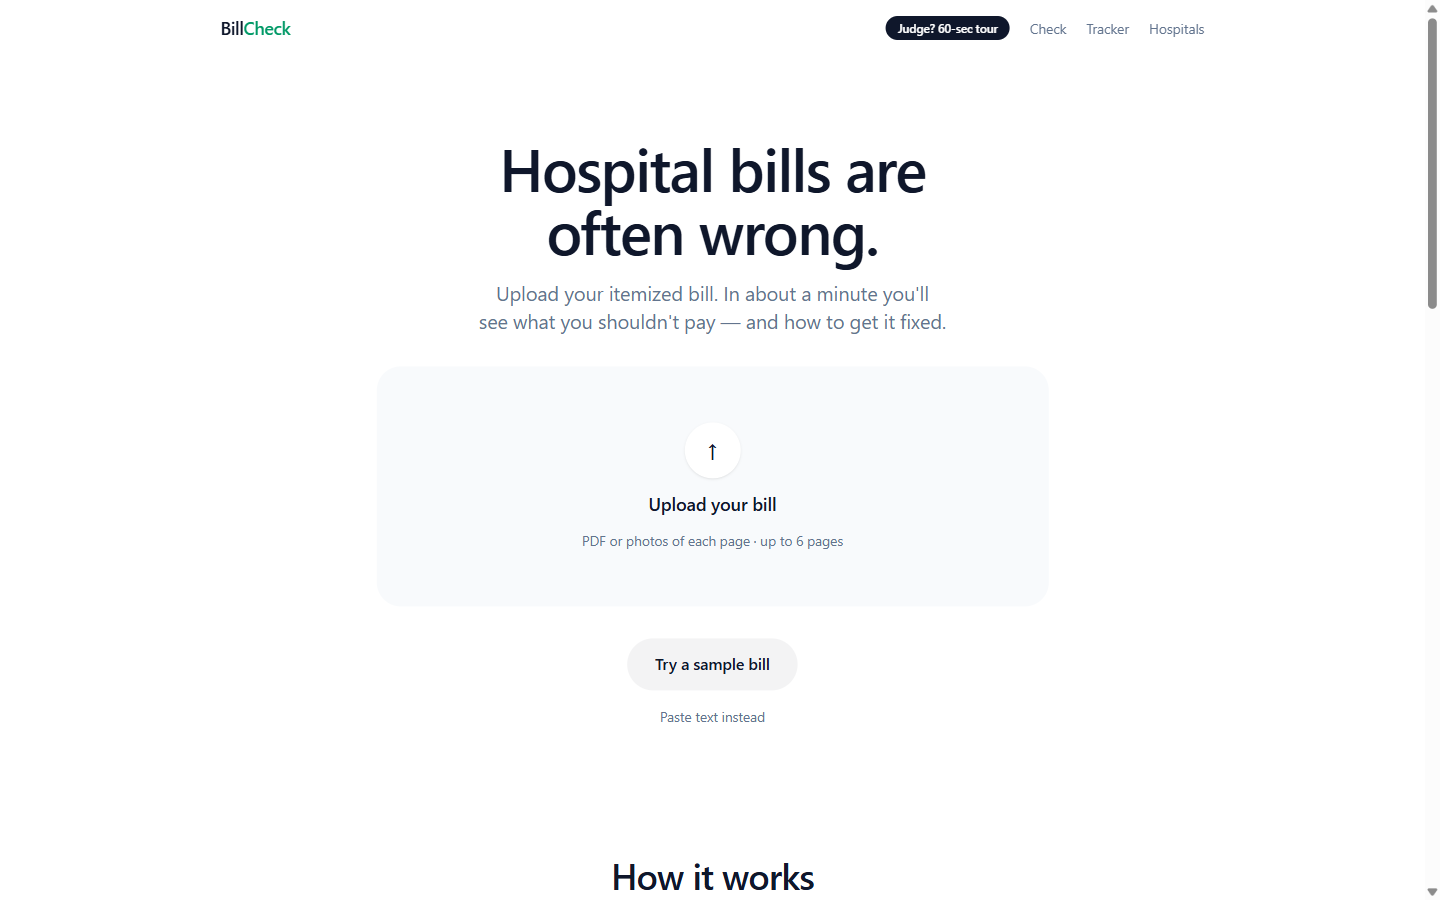 BillCheck
Judge? 60-sec tour
Check
Tracker
Hospitals
Hospital bills are
often wrong.
Upload your itemized bill. In about a minute you'll
see what you shouldn't pay — and how to get it fixed.
↑
Upload your bill
PDF or photos of each page · up to 6 pages
Try a sample bill
Paste text instead
How it works